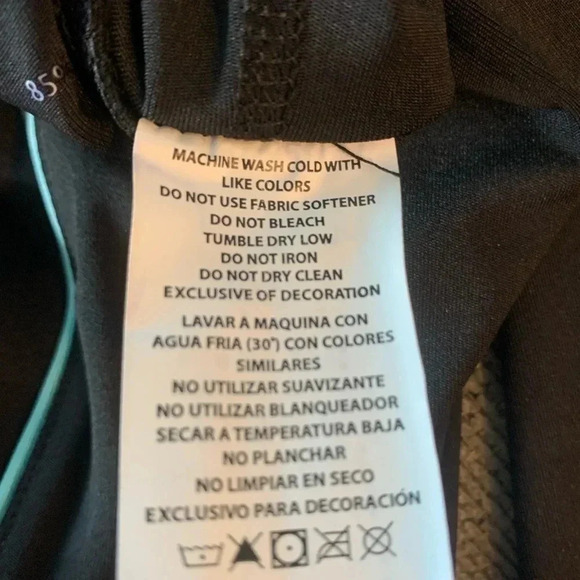 85%
MACHINE WASH COLD WITH
LIKE COLORS
DO NOT USE FABRIC SOFTENER
DO NOT BLEACH
TUMBLE DRY LOW
DO NOT IRON
DO NOT DRY CLEAN
EXCLUSIVE OF DECORATION
LAVAR A MAQUINA CON
AGUA FRIA (30°) CON COLORES
SIMILARES
NO UTILIZAR SUAVIZANTE
NO UTILIZAR BLANQUEADOR
SECAR A TEMPERATURA BAJA
NO PLANCHAR
NO LIMPIAR EN SECO
EXCLUSIVO PARA DECORACIÓN